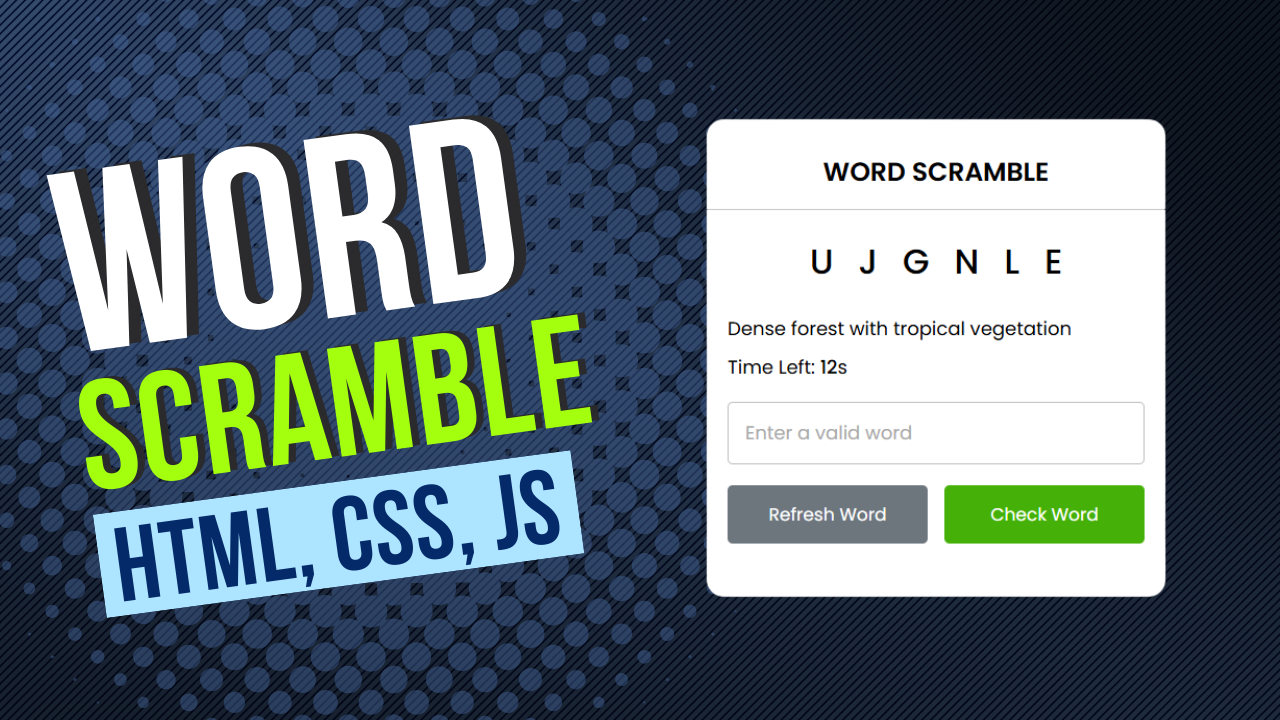 WORD
SCRAMBLE
HTML, CSS, JS
WORD SCRAMBLE
U J G N L E
Dense forest with tropical vegetation
Time Left: 12s
Enter a valid word
Refresh Word
Check Word